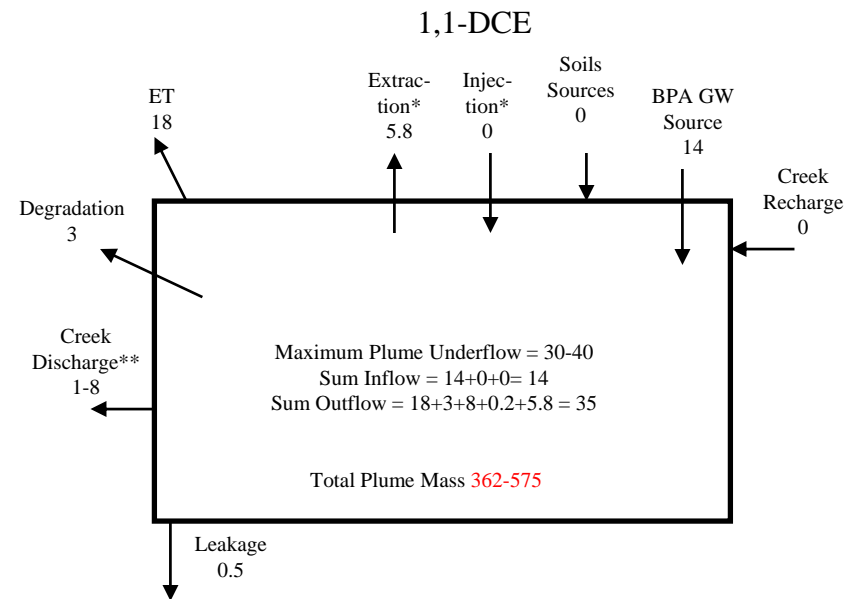 1,1-DCE
ET
18
Extrac-
tion*
5.8
Injec-
tion*
0
Soils
Sources
0
BPA GW
Source
14
Creek
Recharge
0
Degradation
3
Creek
Discharge**
1-8
Maximum Plume Underflow = 30-40
Sum Inflow = 14+0+0= 14
Sum Outflow = 18+3+8+0.2+5.8 = 35
Total Plume Mass 362-575
Leakage
0.5